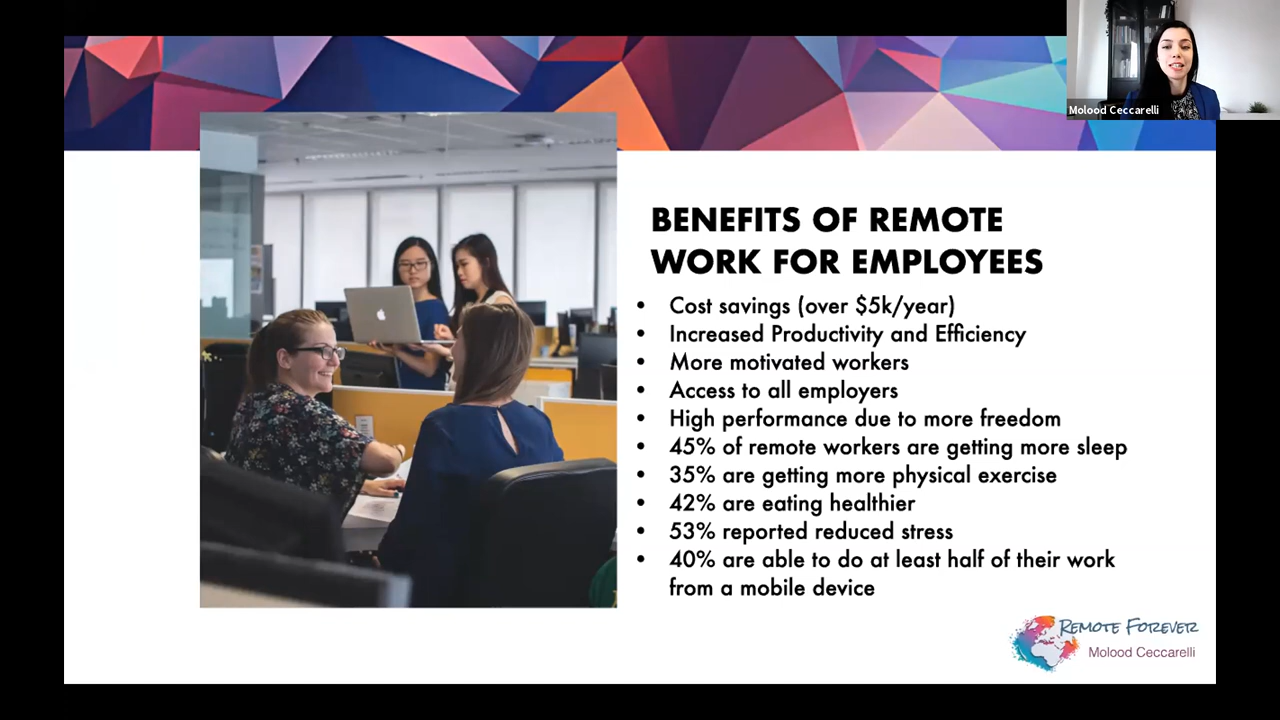 Molood Ceccarelli
BENEFITS OF REMOTE
WORK FOR EMPLOYEES
• Cost savings (over $5k/year)
• Increased Productivity and Efficiency
• More motivated workers
• Access to all employers
• High performance due to more freedom
• 45% of remote workers are getting more sleep
• 35% are getting more physical exercise
• 42% are eating healthier
• 53% reported reduced stress
• 40% are able to do at least half of their work
from a mobile device
REMOTE FOREVER
Molood Ceccarelli